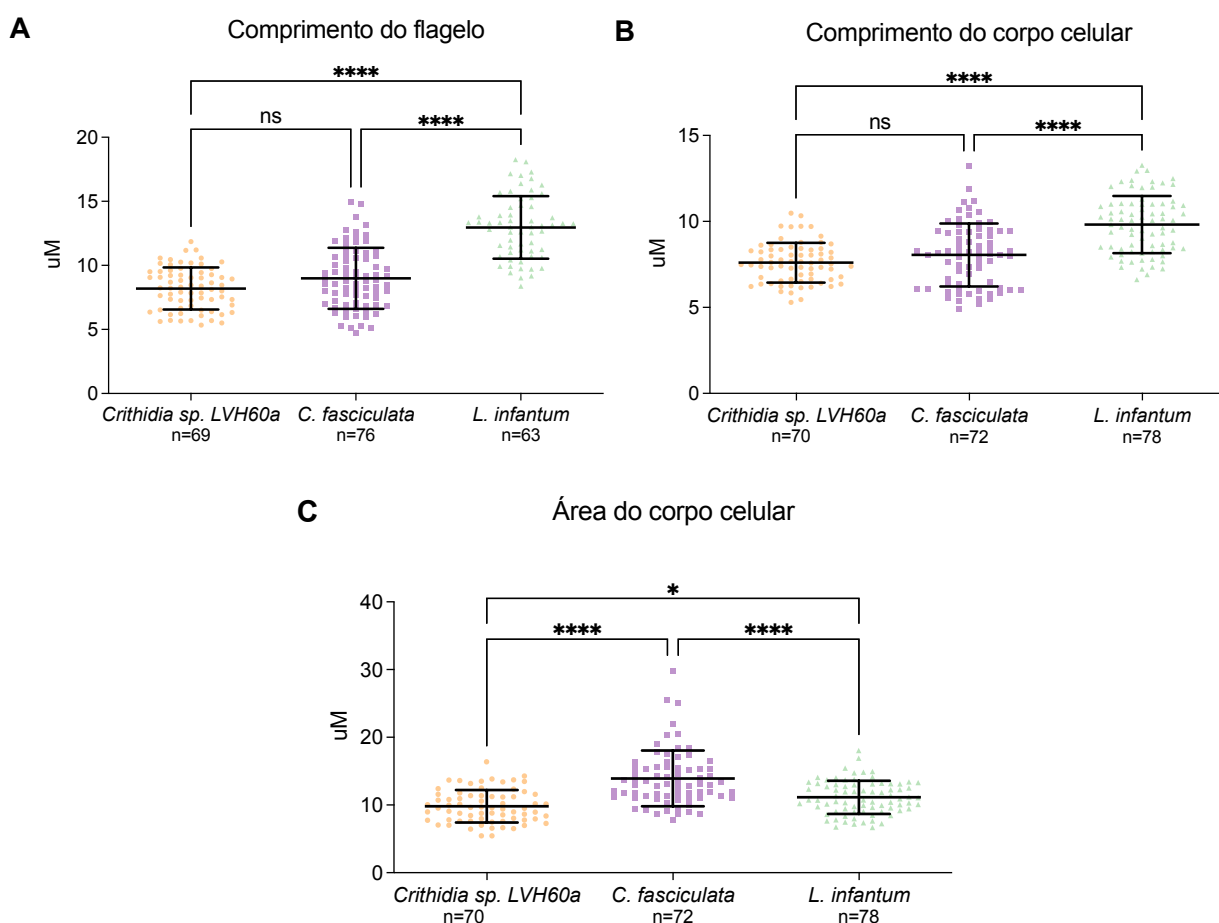 A
Comprimento do flagelo
****
ns
****
20
15
10
5
0
uM
Crithidia sp. LVH60a
n=69
C. fasciculata
n=76
L. infantum
n=63
B
Comprimento do corpo celular
****
ns
****
15
10
5
0
uM
Crithidia sp. LVH60a
n=70
C. fasciculata
n=72
L. infantum
n=78
C
Área do corpo celular
*
****
****
40
30
20
10
0
uM
Crithidia sp. LVH60a
n=70
C. fasciculata
n=72
L. infantum
n=78